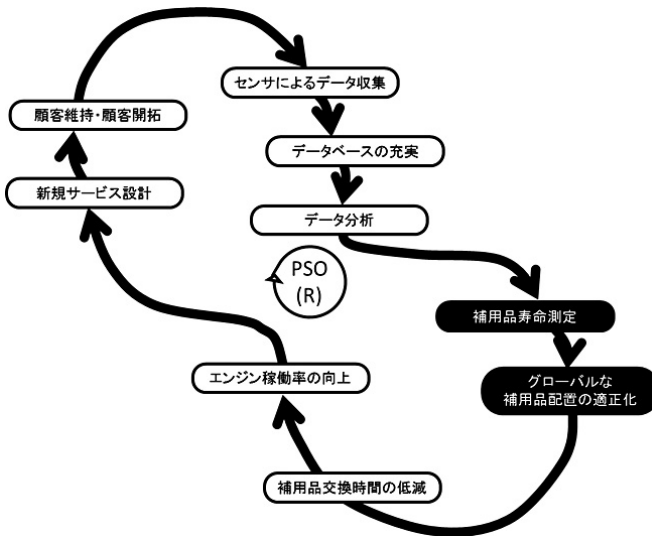 センサによるデータ収集
顧客維持・顧客開拓
データベースの充実
新規サービス設計
データ分析
PSO
(R)
補用品寿命測定
エンジン稼働率の向上
グローバルな
補用品配置の適正化
補用品交換時間の低減